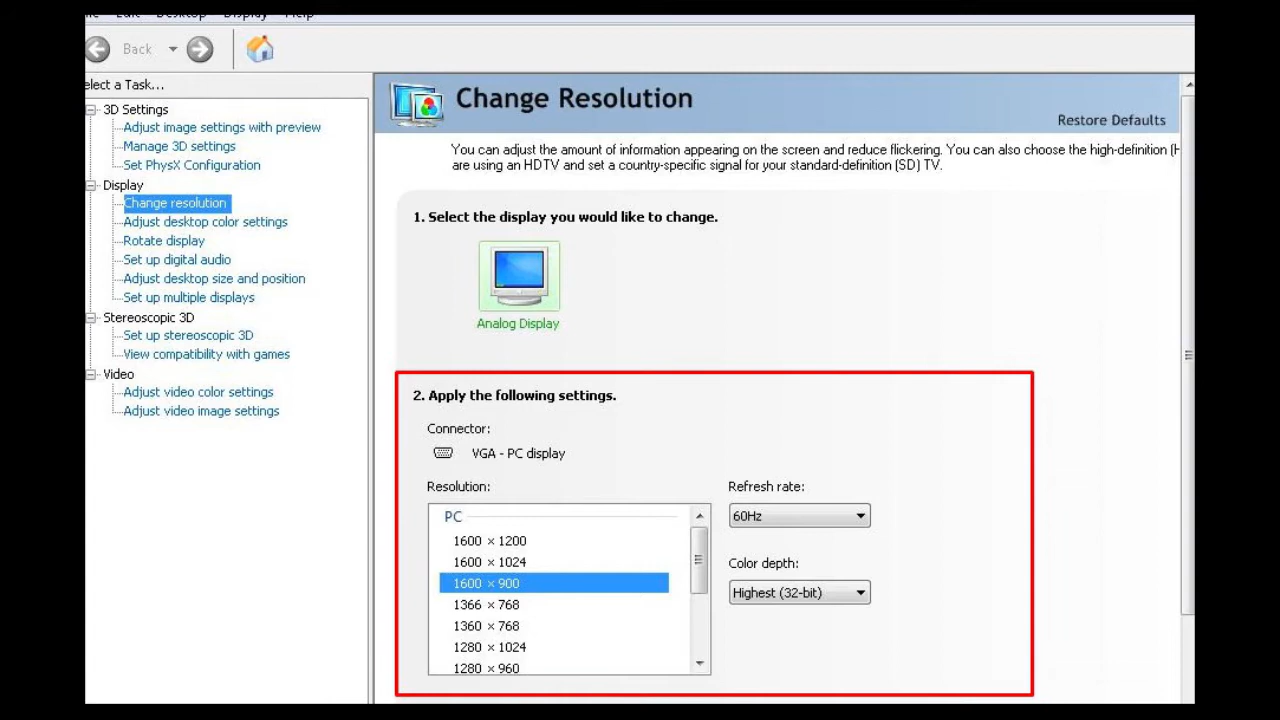 Edit Desktop Display Help
Back
elect a Task...
3D Settings
Adjust image settings with preview
Manage 3D settings
Set PhysX Configuration
Display
Change resolution
Adjust desktop color settings
Rotate display
Set up digital audio
Adjust desktop size and position
Set up multiple displays
Stereoscopic 3D
Set up stereoscopic 3D
View compatibility with games
Video
Adjust video color settings
Adjust video image settings
Change Resolution
Restore Defaults
You can adjust the amount of information appearing on the screen and reduce flickering. You can also choose the high-definition (H
are using an HDTV and set a country-specific signal for your standard-definition (SD) TV.
1. Select the display you would like to change.
Analog Display
2. Apply the following settings.
Connector:
VGA - PC display
Resolution:
PC
1600 × 1200
1600 × 1024
1600 × 900
1366 × 768
1360 × 768
1280 × 1024
1280 × 960
Refresh rate:
60Hz
Color depth:
Highest (32-bit)